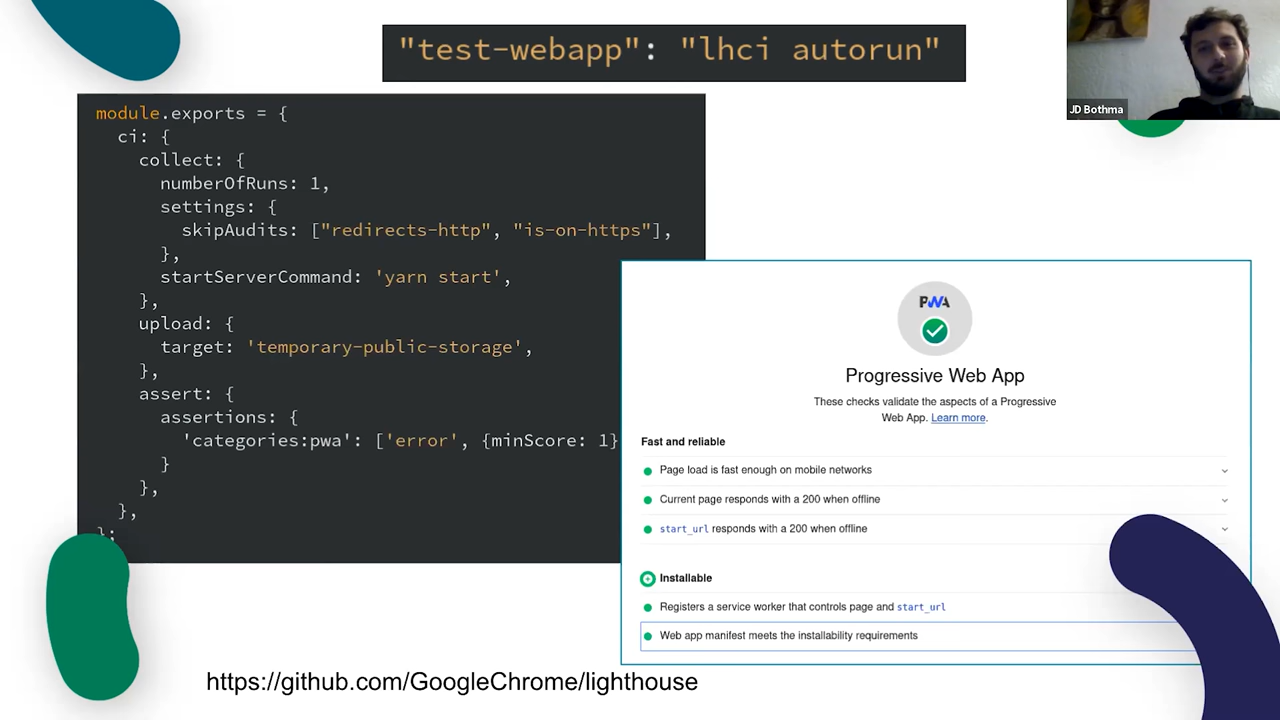 "test-webapp": "lhci autorun"
JD Bothma
module.exports = {
ci: {
collect: {
numberOfRuns: 1,
settings: {
skipAudits: ["redirects-http", "is-on-https"],
},
startServerCommand: 'yarn start',
},
upload: {
target: 'temporary-public-storage',
},
assert: {
assertions: {
'categories:pwa': ['error', {minScore: 1}
}
},
},
};
PWA
Progressive Web App
These checks validate the aspects of a Progressive
Web App. Learn more.
Fast and reliable
Page load is fast enough on mobile networks
Current page responds with a 200 when offline
start_url responds with a 200 when offline
Installable
Registers a service worker that controls page and start_url
Web app manifest meets the installability requirements
https://github.com/GoogleChrome/lighthouse